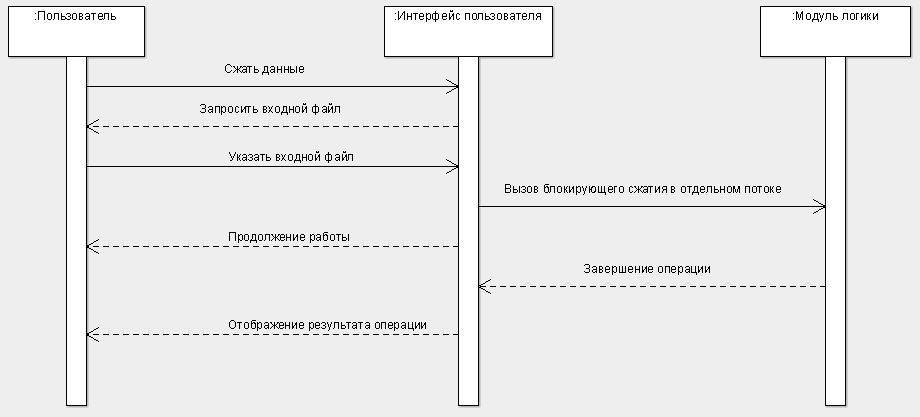 :Пользователь
:Интерфейс пользователя
:Модуль логики
Сжать данные
Запросить входной файл
Указать входной файл
Вызов блокирующего сжатия в отдельном потоке
Продолжение работы
Завершение операции
Отображение результата операции